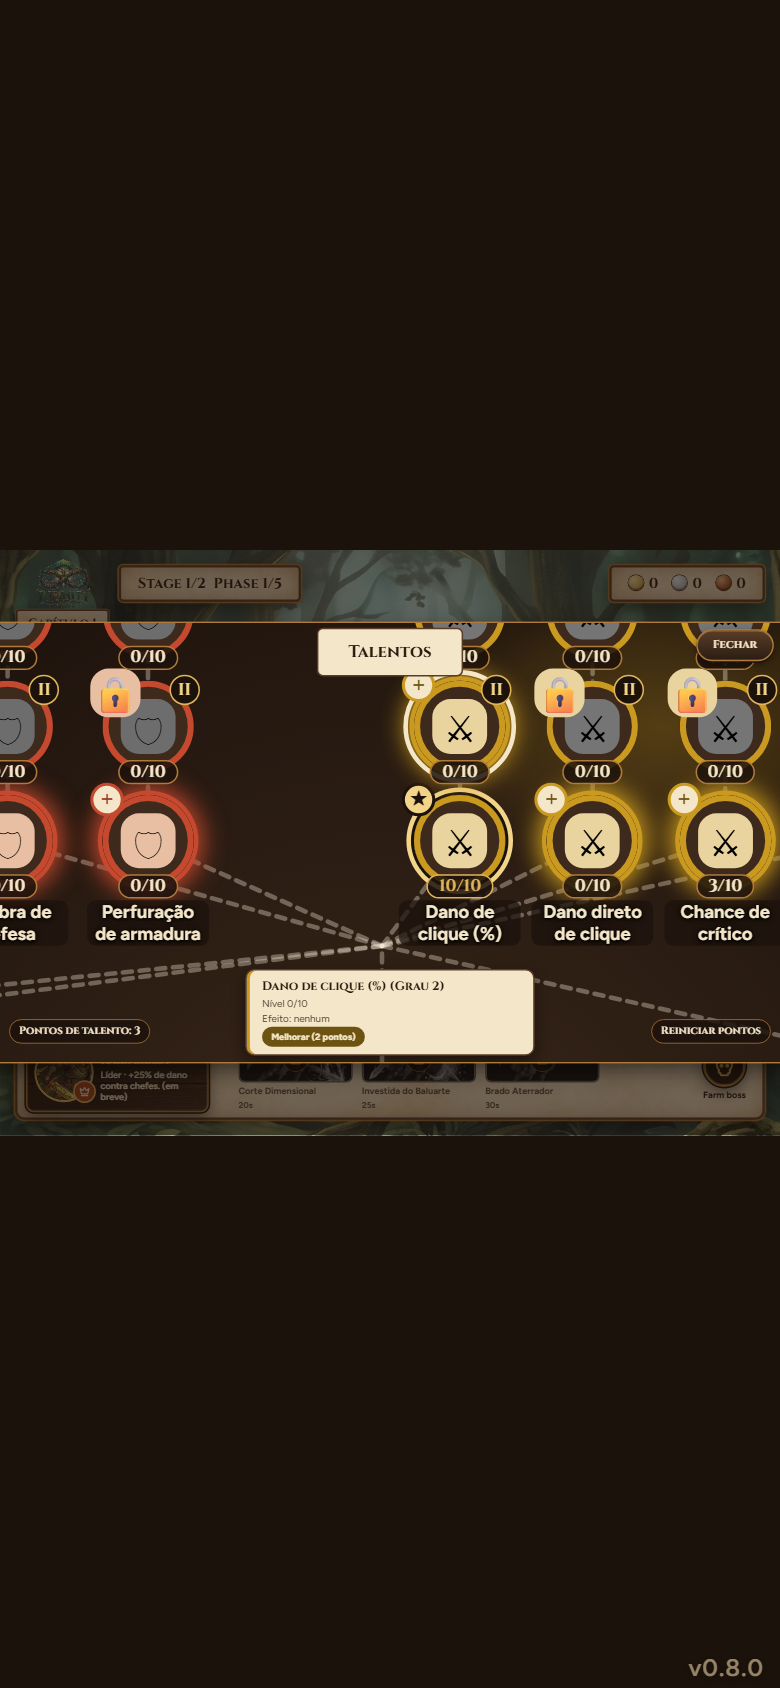 STAGE 1/2 PHASE 1/5
0
0
0
CAPÍTULO I
TALENTOS
FECHAR
/10
0/10
10
0/10
II
II
II
II
II
/10
0/10
0/10
0/10
0/10
/10
0/10
10/10
0/10
3/10
bra de
fesa
Perfuração
de armadura
Dano de
clique (%)
Dano direto
de clique
Chance de
crítico
DANO DE CLIQUE (%) (GRAU 2)
Nível 0/10
Efeito: nenhum
Melhorar (2 pontos)
PONTOS DE TALENTO: 3
REINICIAR PONTOS
Líder · +25% de dano
contra chefes. (em
breve)
Corte Dimensional
20s
Investida do Baluarte
25s
Brado Aterrador
30s
Farm boss
v0.8.0